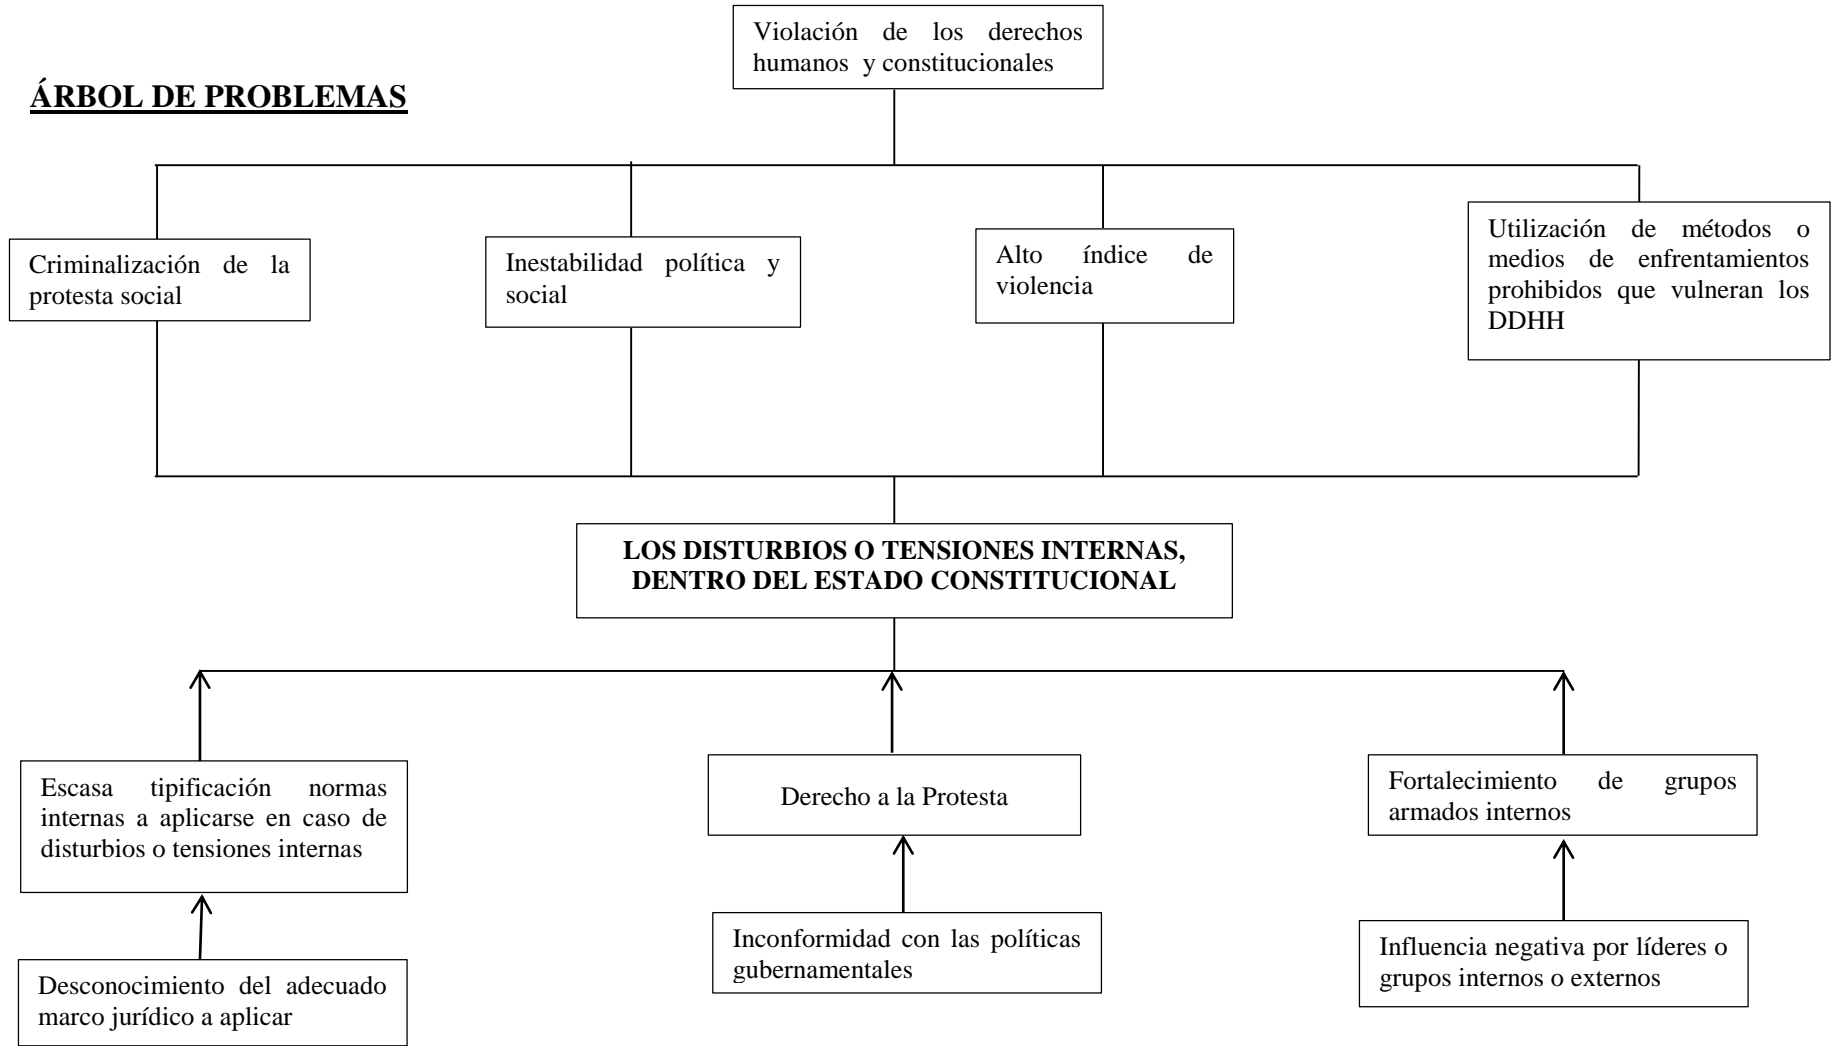 Violación de los derechos
humanos y constitucionales
ÁRBOL DE PROBLEMAS
Criminalización de la
protesta social
Inestabilidad política y
social
Alto índice de
violencia
Utilización de métodos o
medios de enfrentamientos
prohibidos que vulneran los
DDHH
LOS DISTURBIOS O TENSIONES INTERNAS,
DENTRO DEL ESTADO CONSTITUCIONAL
Escasa tipificación normas
internas a aplicarse en caso de
disturbios o tensiones internas
Derecho a la Protesta
Fortalecimiento de grupos
armados internos
Desconocimiento del adecuado
marco jurídico a aplicar
Inconformidad con las políticas
gubernamentales
Influencia negativa por líderes o
grupos internos o externos